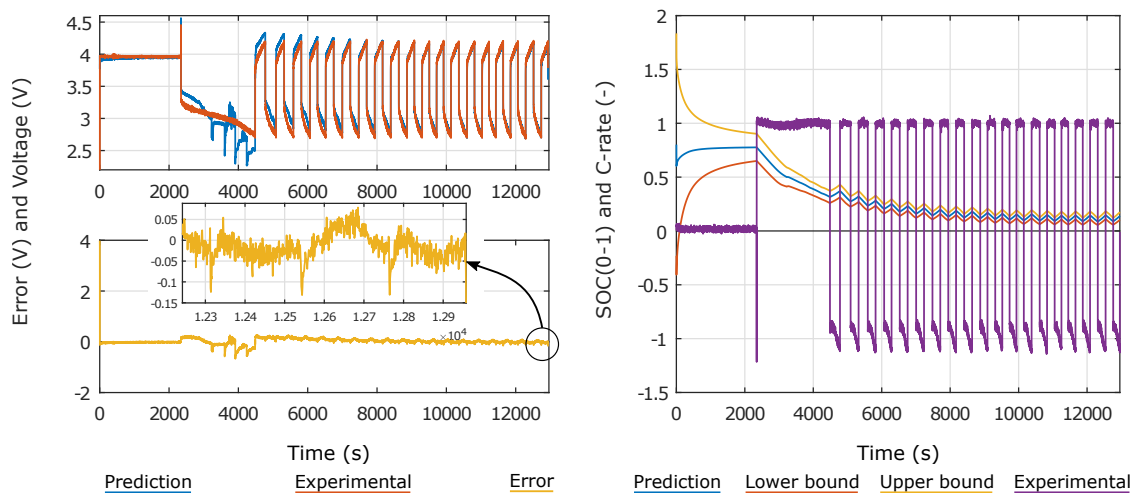 Error (V) and Voltage (V)
4.5
4
3.5
3
2.5
0 2000 4000 6000 8000 10000 12000
4
2
0
-2
0.05
0
-0.05
-0.1
-0.15
1.23 1.24 1.25 1.26 1.27 1.28 1.29
×10⁴
0 2000 4000 6000 8000 10000 12000
Time (s)
Prediction Experimental Error
SOC(0-1) and C-rate (-)
2
1.5
1
0.5
0
-0.5
-1
-1.5
0 2000 4000 6000 8000 10000 12000
Time (s)
Prediction Lower bound Upper bound Experimental